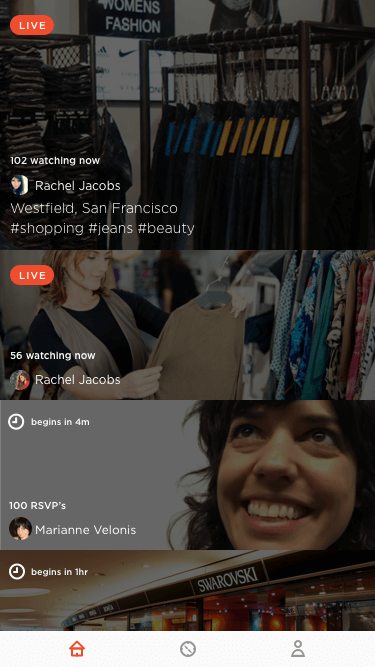 WOMENS
FASHION
LIVE
102 watching now
Rachel Jacobs
Westfield, San Francisco
#shopping #jeans #beauty
LIVE
56 watching now
Rachel Jacobs
begins in 4m
100 RSVP's
Marianne Velonis
begins in 1hr
SWAROVSKI